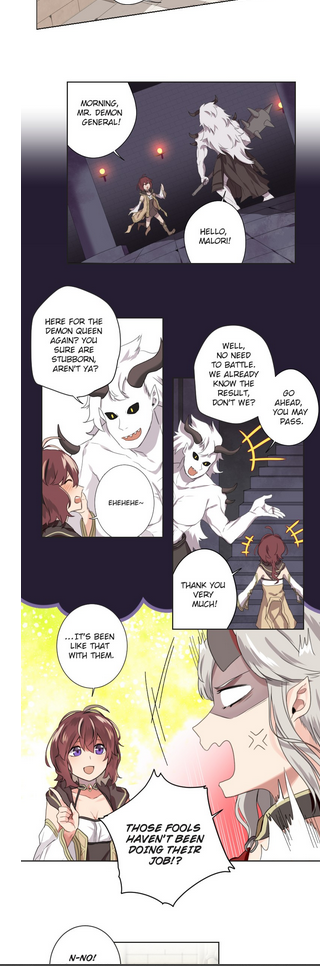 MORNING,
MR. DEMON
GENERAL!
HELLO,
MALORI!
HERE FOR THE
DEMON QUEEN
AGAIN? YOU
SURE ARE
STUBBORN,
AREN'T YA?
EHEHEHE~
WELL,
NO NEED
TO BATTLE.
WE ALREADY
KNOW THE
RESULT,
DON'T WE?
GO
AHEAD,
YOU MAY
PASS.
THANK YOU
VERY
MUCH!
...IT'S BEEN
LIKE THAT
WITH THEM.
THOSE FOOLS
HAVEN'T BEEN
DOING THEIR
JOB!?
N-NO!